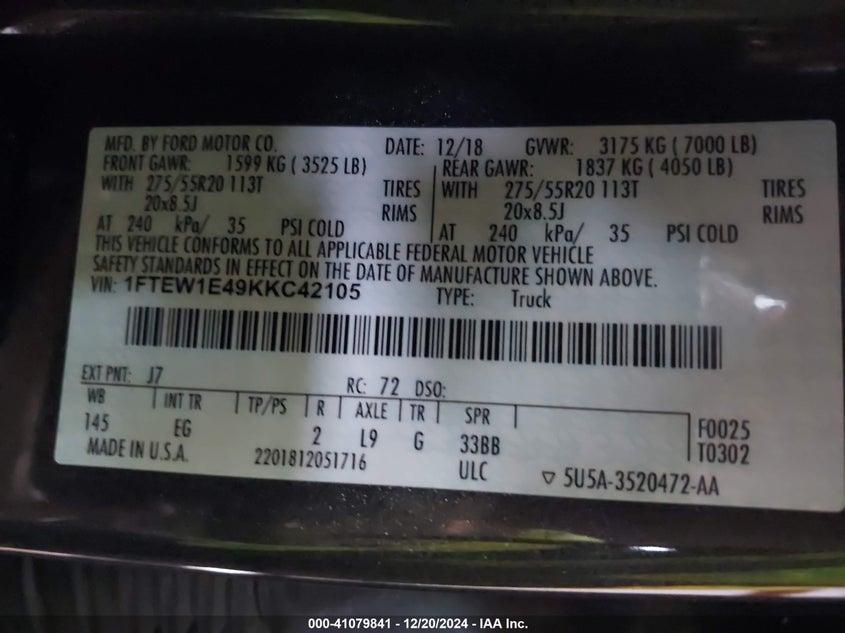 MFD. BY FORD MOTOR CO. DATE: 12/18 GVWR: 3175 KG ( 7000 LB)
FRONT GAWR: 1599 KG ( 3525 LB) REAR GAWR: 1837 KG ( 4050 LB)
WITH 275/55R20 113T TIRES WITH 275/55R20 113T TIRES
20x8.5J RIMS 20x8.5J RIMS
AT 240 kPa/ 35 PSI COLD AT 240 kPa/ 35 PSI COLD
THIS VEHICLE CONFORMS TO ALL APPLICABLE FEDERAL MOTOR VEHICLE
SAFETY STANDARDS IN EFFECT ON THE DATE OF MANUFACTURE SHOWN ABOVE.
VIN: 1FTEW1E49KKC42105 TYPE: Truck
EXT PNT: J7 RC: 72 DSO:
WB INT TR TP/PS R AXLE TR SPR
145 EG 2 L9 G 33BB F0025
MADE IN U.S.A. 2201812051716 ULC T0302
▽ 5U5A-3520472-AA
000-41079841 - 12/20/2024 - IAA Inc.